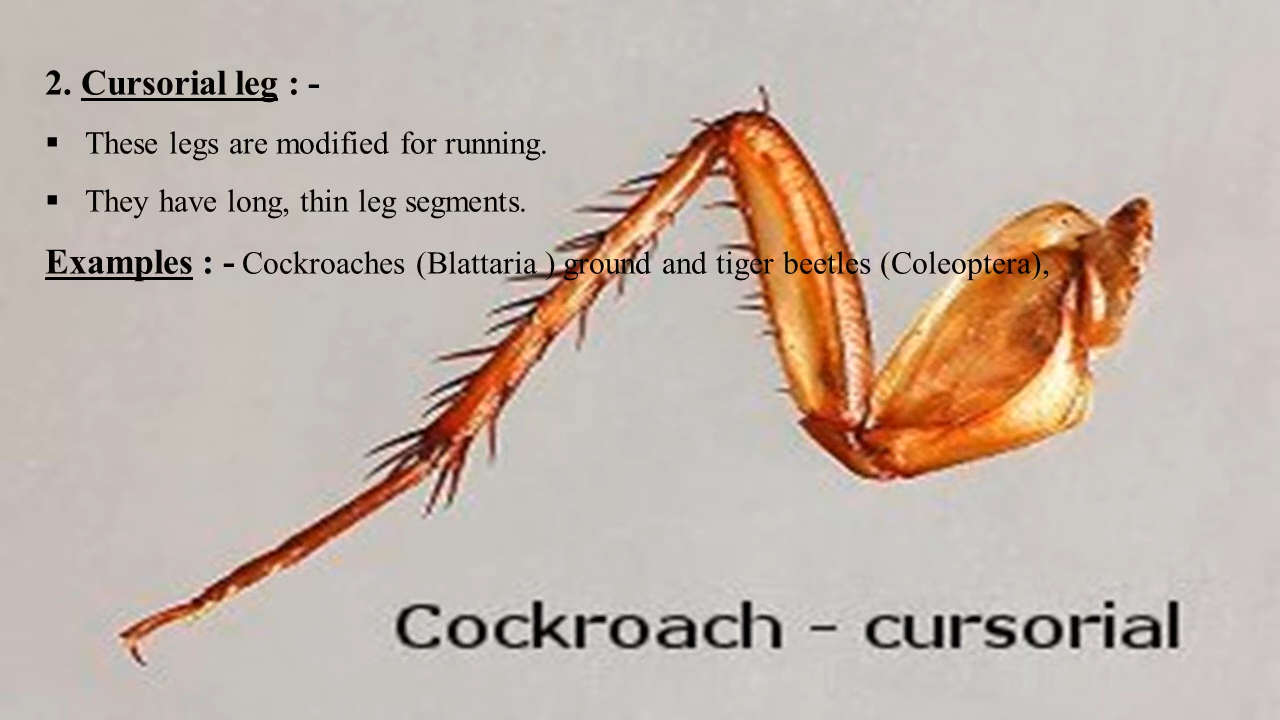 2. Cursorial leg : -
▪ These legs are modified for running.
▪ They have long, thin leg segments.
Examples : - Cockroaches (Blattaria ) ground and tiger beetles (Coleoptera),
Cockroach - cursorial